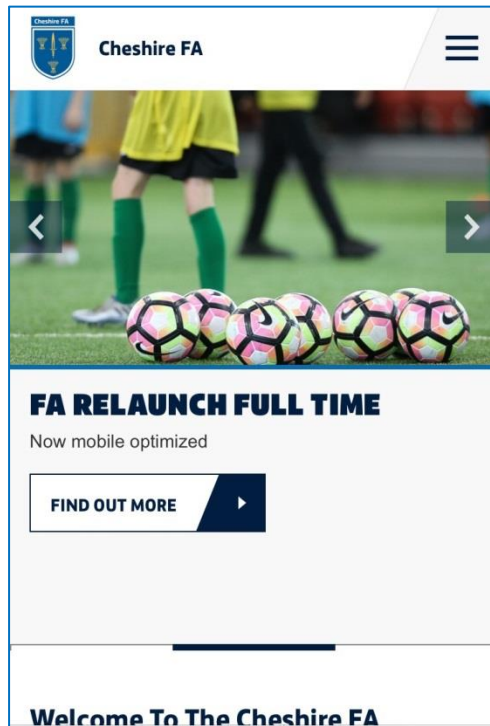 Cheshire FA
Cheshire FA
FA RELAUNCH FULL TIME
Now mobile optimized
FIND OUT MORE
Welcome To The Cheshire FA